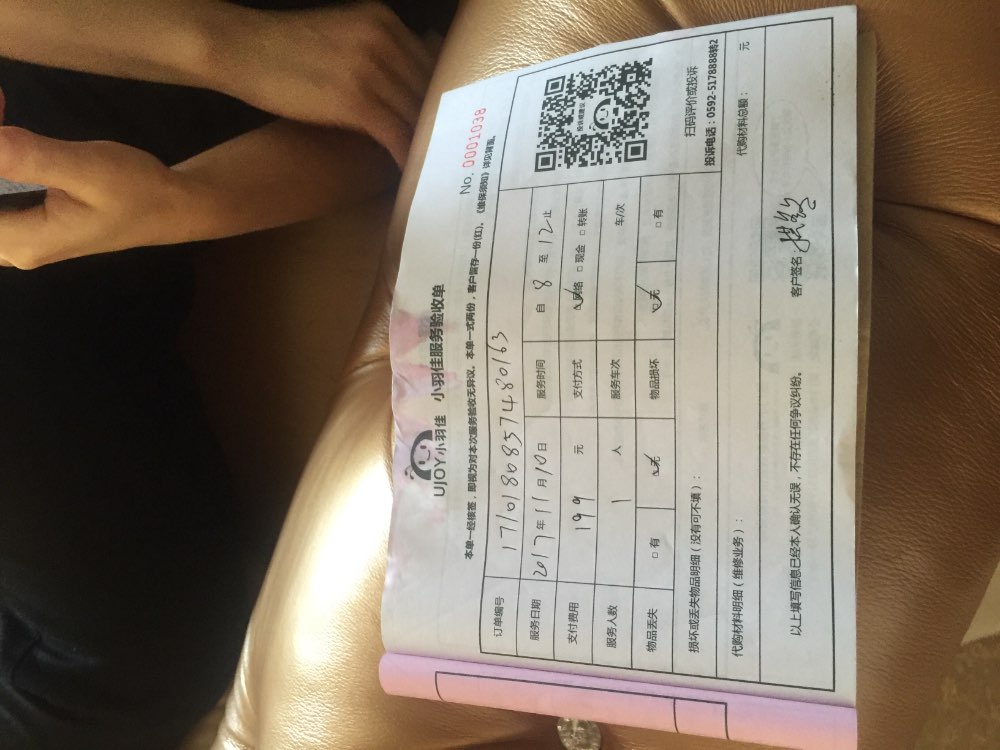 No. 0001038
UJOY小羽佳 小羽佳服务验收单
本单一经核签，即视为对本次服务验收无异议。本单一式两份，客户留存一份(红)。《维保须知》详见背面。
订单编号 1710180857480163
服务日期 2017年11月10日 服务时间 自 8 至 12 止
支付费用 199 元 支付方式 ☑网络 □现金 □转账
服务人数 1 人 服务车次 车/次
物品丢失 □有 ☑无 物品损坏 ☑无 □有
投诉或建议
扫码评价或投诉
投诉电话：0592-5178888转2
损坏或丢失物品明细（没有可不填）：
代购材料明细（维修业务）： 代购材料总额： 元
以上填写信息已经本人确认无误，不存在任何争议纠纷。 客户签名：